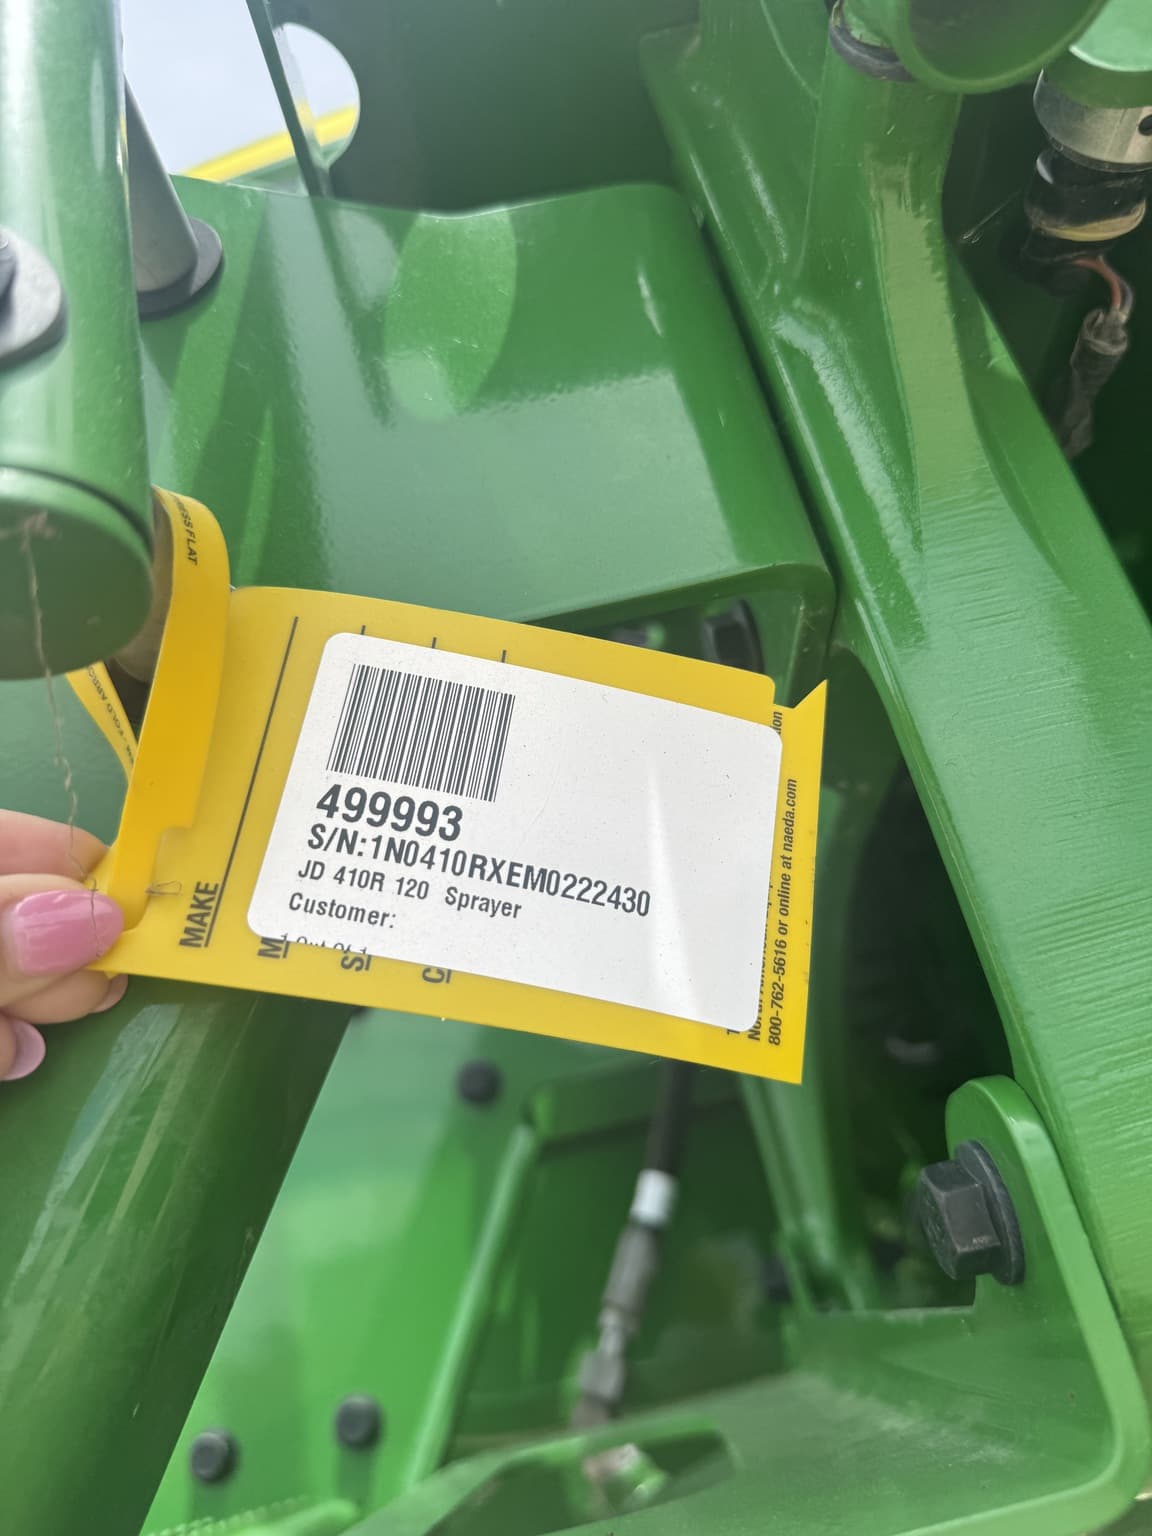 499993
S/N:1N0410RXEM0222430
JD 410R 120 Sprayer
Customer:
MAKE
800-762-5616 or online at naeda.com